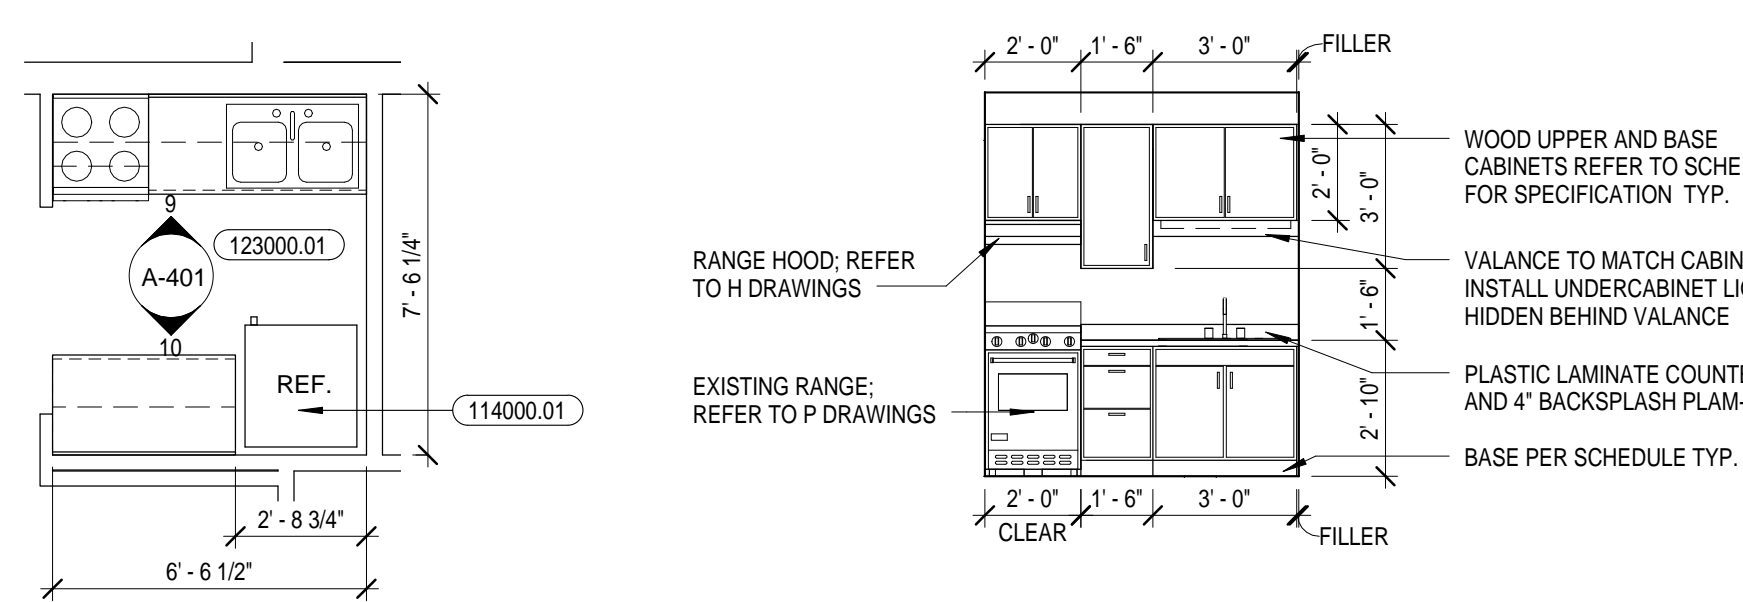 9
123000.01
A-401
10
REF.
114000.01
7' - 6 1/4"
2' - 8 3/4"
6' - 6 1/2"
2' - 0"
1' - 6"
3' - 0"
FILLER
2' - 0"
3' - 0"
1' - 6"
2' - 10"
RANGE HOOD; REFER
TO H DRAWINGS
EXISTING RANGE;
REFER TO P DRAWINGS
WOOD UPPER AND BASE
CABINETS REFER TO SCHE
FOR SPECIFICATION TYP.
VALANCE TO MATCH CABIN
INSTALL UNDERCABINET LI
HIDDEN BEHIND VALANCE
PLASTIC LAMINATE COUNT
AND 4" BACKSPLASH PLAM-
BASE PER SCHEDULE TYP.
2' - 0"
1' - 6"
3' - 0"
CLEAR
FILLER